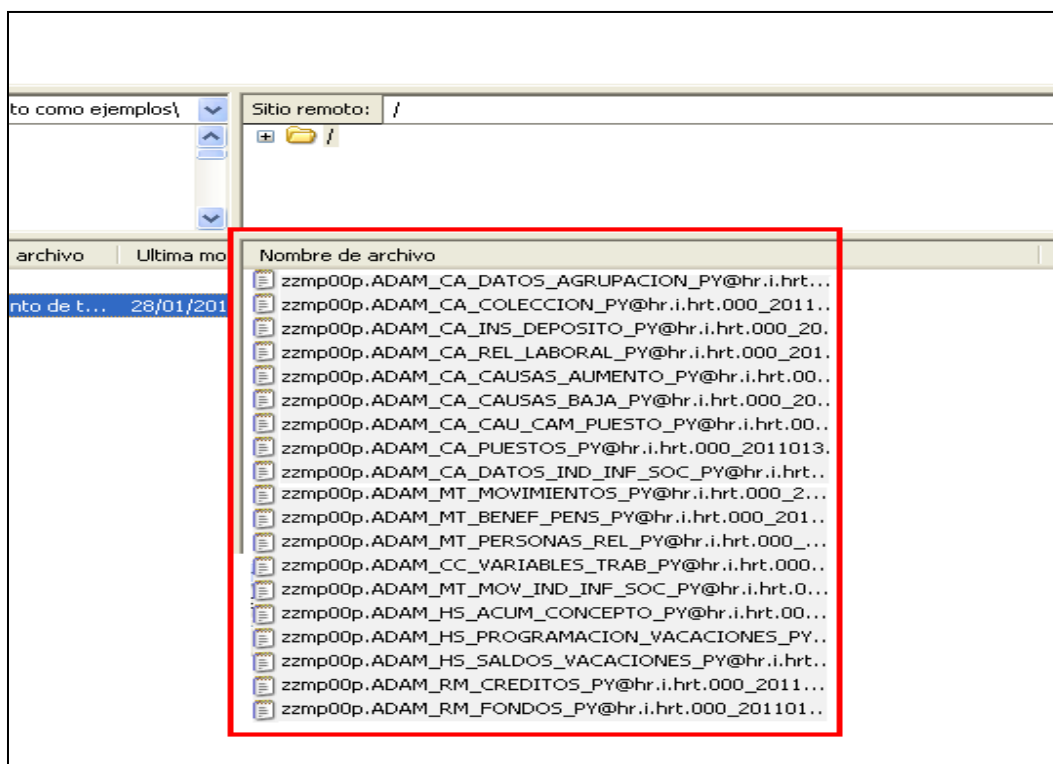 to como ejemplos\
Sitio remoto: /
/
archivo Ultima mo
Nombre de archivo
nto de t... 28/01/201
zzmp00p.ADAM_CA_DATOS_AGRUPACION_PY@hr.i.hrt...
zzmp00p.ADAM_CA_COLECCION_PY@hr.i.hrt.000_2011..
zzmp00p.ADAM_CA_INS_DEPOSITO_PY@hr.i.hrt.000_20.
zzmp00p.ADAM_CA_REL_LABORAL_PY@hr.i.hrt.000_201.
zzmp00p.ADAM_CA_CAUSAS_AUMENTO_PY@hr.i.hrt.00..
zzmp00p.ADAM_CA_CAUSAS_BAJA_PY@hr.i.hrt.000_20..
zzmp00p.ADAM_CA_CAU_CAM_PUESTO_PY@hr.i.hrt.00..
zzmp00p.ADAM_CA_PUESTOS_PY@hr.i.hrt.000_2011013.
zzmp00p.ADAM_CA_DATOS_IND_INF_SOC_PY@hr.i.hrt..
zzmp00p.ADAM_MT_MOVIMIENTOS_PY@hr.i.hrt.000_2...
zzmp00p.ADAM_MT_BENEF_PENS_PY@hr.i.hrt.000_201..
zzmp00p.ADAM_MT_PERSONAS_REL_PY@hr.i.hrt.000_...
zzmp00p.ADAM_CC_VARIABLES_TRAB_PY@hr.i.hrt.000..
zzmp00p.ADAM_MT_MOV_IND_INF_SOC_PY@hr.i.hrt.0...
zzmp00p.ADAM_HS_ACUM_CONCEPTO_PY@hr.i.hrt.00...
zzmp00p.ADAM_HS_PROGRAMACION_VACACIONES_PY..
zzmp00p.ADAM_HS_SALDOS_VACACIONES_PY@hr.i.hrt..
zzmp00p.ADAM_RM_CREDITOS_PY@hr.i.hrt.000_2011...
zzmp00p.ADAM_RM_FONDOS_PY@hr.i.hrt.000_201101..